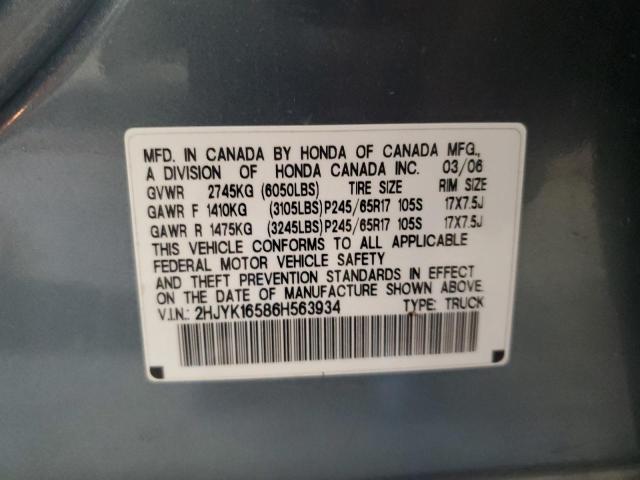 MFD. IN CANADA BY HONDA OF CANADA MFG.,
A DIVISION OF HONDA CANADA INC. 03/06
GVWR 2745KG (6050LBS) TIRE SIZE RIM SIZE
GAWR F 1410KG (3105LBS)P245/65R17 105S 17X7.5J
GAWR R 1475KG (3245LBS)P245/65R17 105S 17X7.5J
THIS VEHICLE CONFORMS TO ALL APPLICABLE
FEDERAL MOTOR VEHICLE SAFETY
AND THEFT PREVENTION STANDARDS IN EFFECT
ON THE DATE OF MANUFACTURE SHOWN ABOVE.
V.I.N.: 2HJYK16586H563934 TYPE: TRUCK